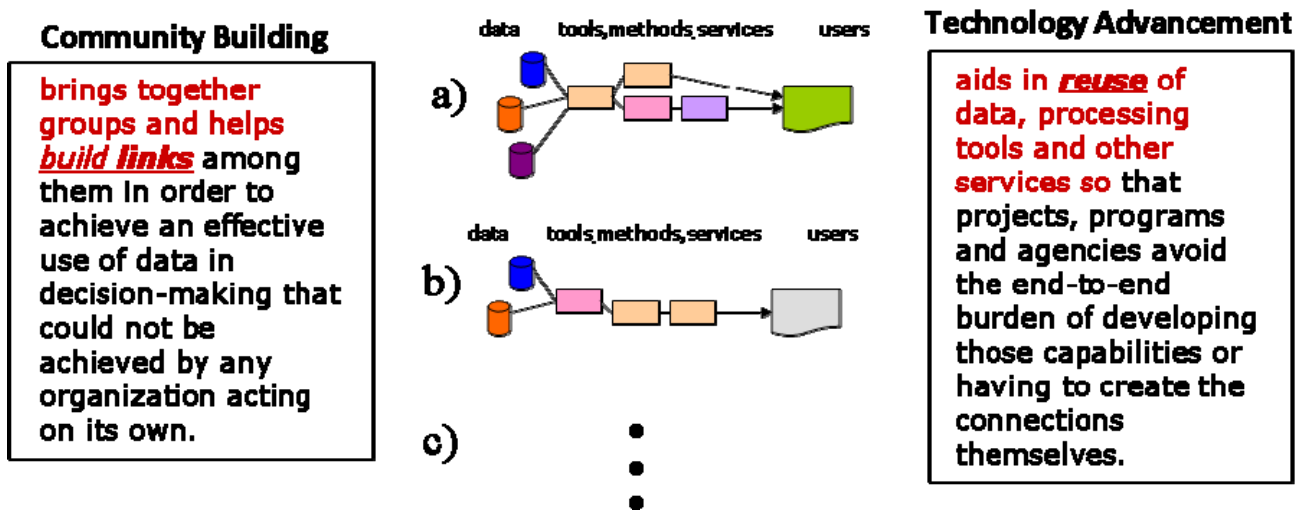 Community Building
brings together
groups and helps
build links among
them In order to
achieve an effective
use of data in
decision-making that
could not be
achieved by any
organization acting
on its own.
data tools,methods,services users
a)
data tools,methods,services users
b)
c)
Technology Advancement
aids in reuse of
data, processing
tools and other
services so that
projects, programs
and agencies avoid
the end-to-end
burden of developing
those capabilities or
having to create the
connections
themselves.